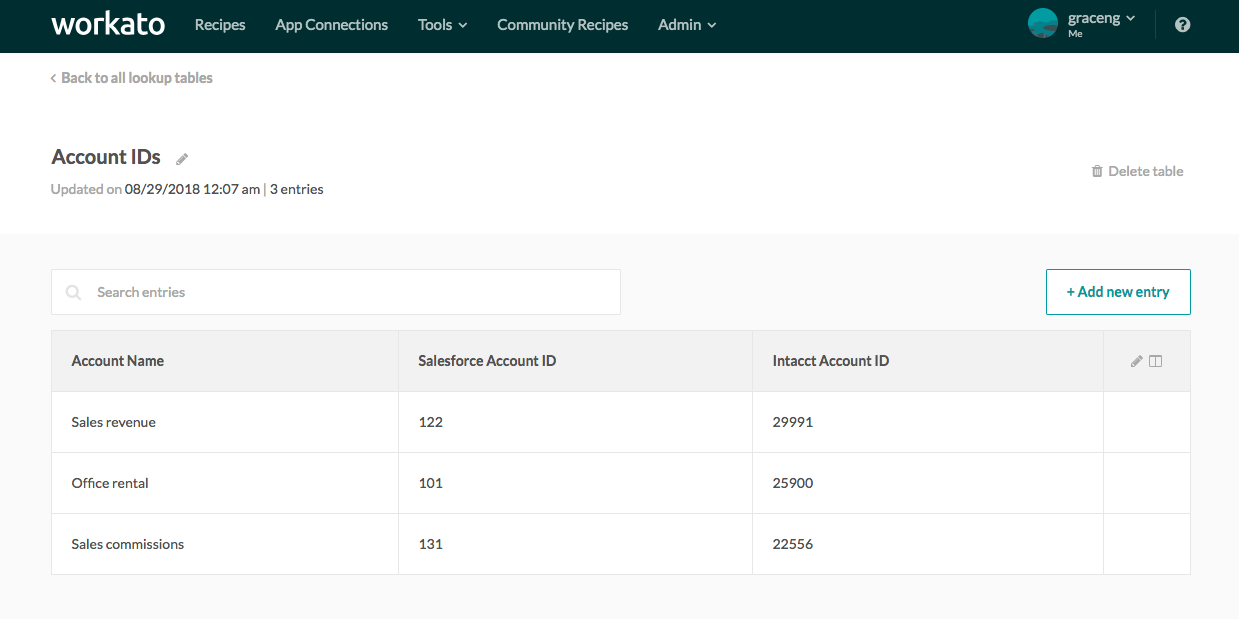 workato Recipes App Connections Tools Community Recipes Admin graceng
Me
?
< Back to all lookup tables
Account IDs
Delete table
Updated on 08/29/2018 12:07 am | 3 entries
Search entries
+ Add new entry
Account Name Salesforce Account ID Intacct Account ID
Sales revenue 122 29991
Office rental 101 25900
Sales commissions 131 22556